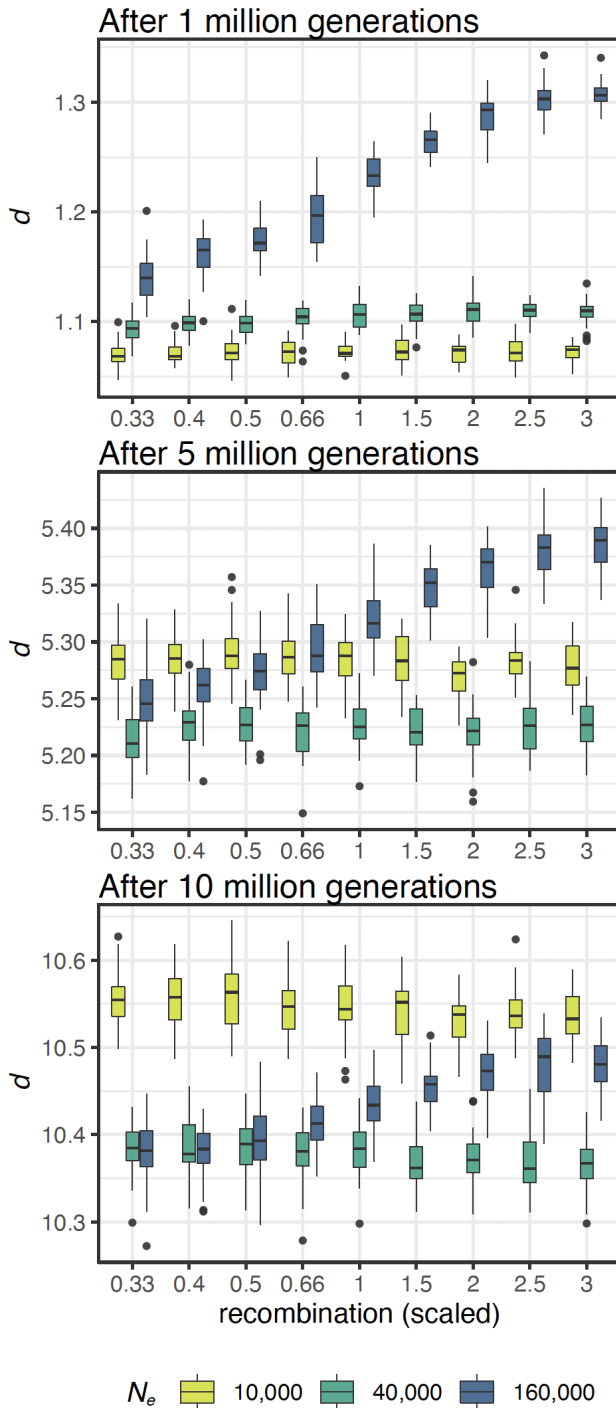 After 1 million generations
1.3
1.2
1.1
d
0.33 0.4 0.5 0.66 1 1.5 2 2.5 3
After 5 million generations
5.40
5.35
5.30
5.25
5.20
5.15
d
0.33 0.4 0.5 0.66 1 1.5 2 2.5 3
After 10 million generations
10.6
10.5
10.4
10.3
d
0.33 0.4 0.5 0.66 1 1.5 2 2.5 3
recombination (scaled)
Ne 10,000 40,000 160,000